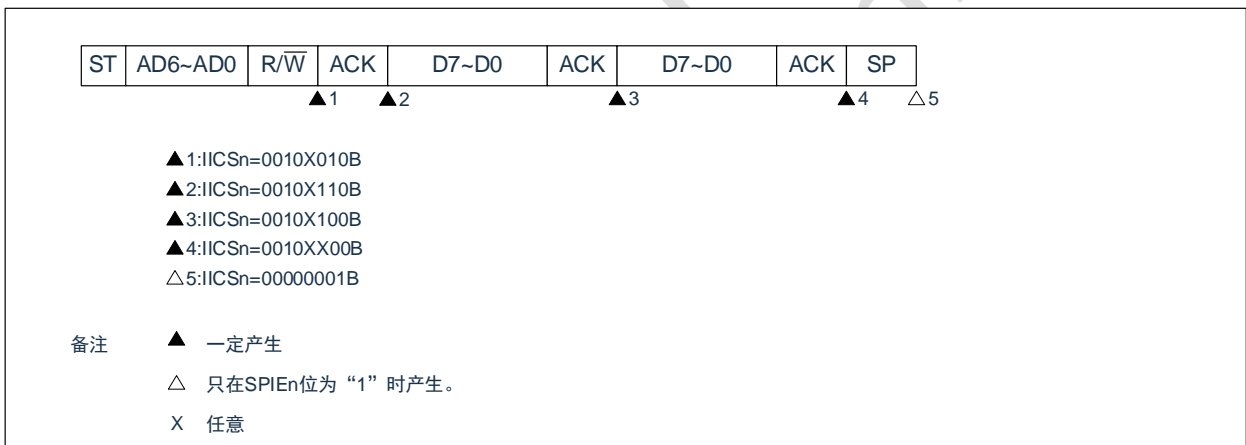 ST AD6~AD0 R/W̅ ACK D7~D0 ACK D7~D0 ACK SP
▲1 ▲2 ▲3 ▲4 △5
▲1:IICSn=0010X010B
▲2:IICSn=0010X110B
▲3:IICSn=0010X100B
▲4:IICSn=0010XX00B
△5:IICSn=00000001B
备注 ▲ 一定产生
△ 只在SPIEn位为“1”时产生。
X 任意